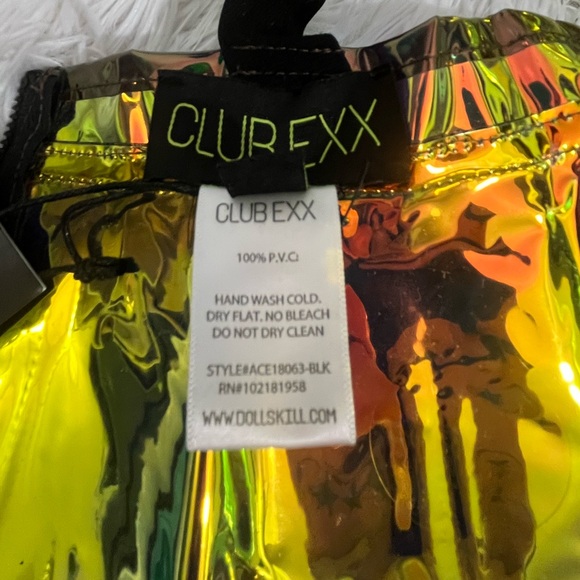 CLUB EXX
CLUB EXX
100% P.V.C
HAND WASH COLD.
DRY FLAT. NO BLEACH
DO NOT DRY CLEAN
STYLE#ACE18063-BLK
RN#102181958
WWW.DOLLSKILL.COM